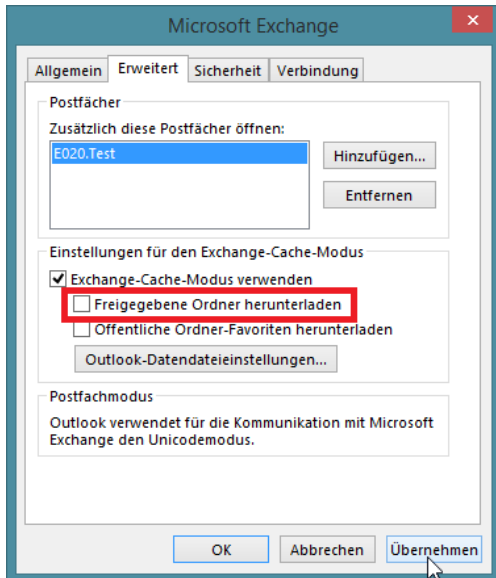 Microsoft Exchange
Allgemein Erweitert Sicherheit Verbindung
Postfächer
Zusätzlich diese Postfächer öffnen:
E020.Test
Hinzufügen...
Entfernen
Einstellungen für den Exchange-Cache-Modus
Exchange-Cache-Modus verwenden
Freigegebene Ordner herunterladen
Öffentliche Ordner-Favoriten herunterladen
Outlook-Datendateieinstellungen...
Postfachmodus
Outlook verwendet für die Kommunikation mit Microsoft
Exchange den Unicodemodus.
OK Abbrechen Übernehmen